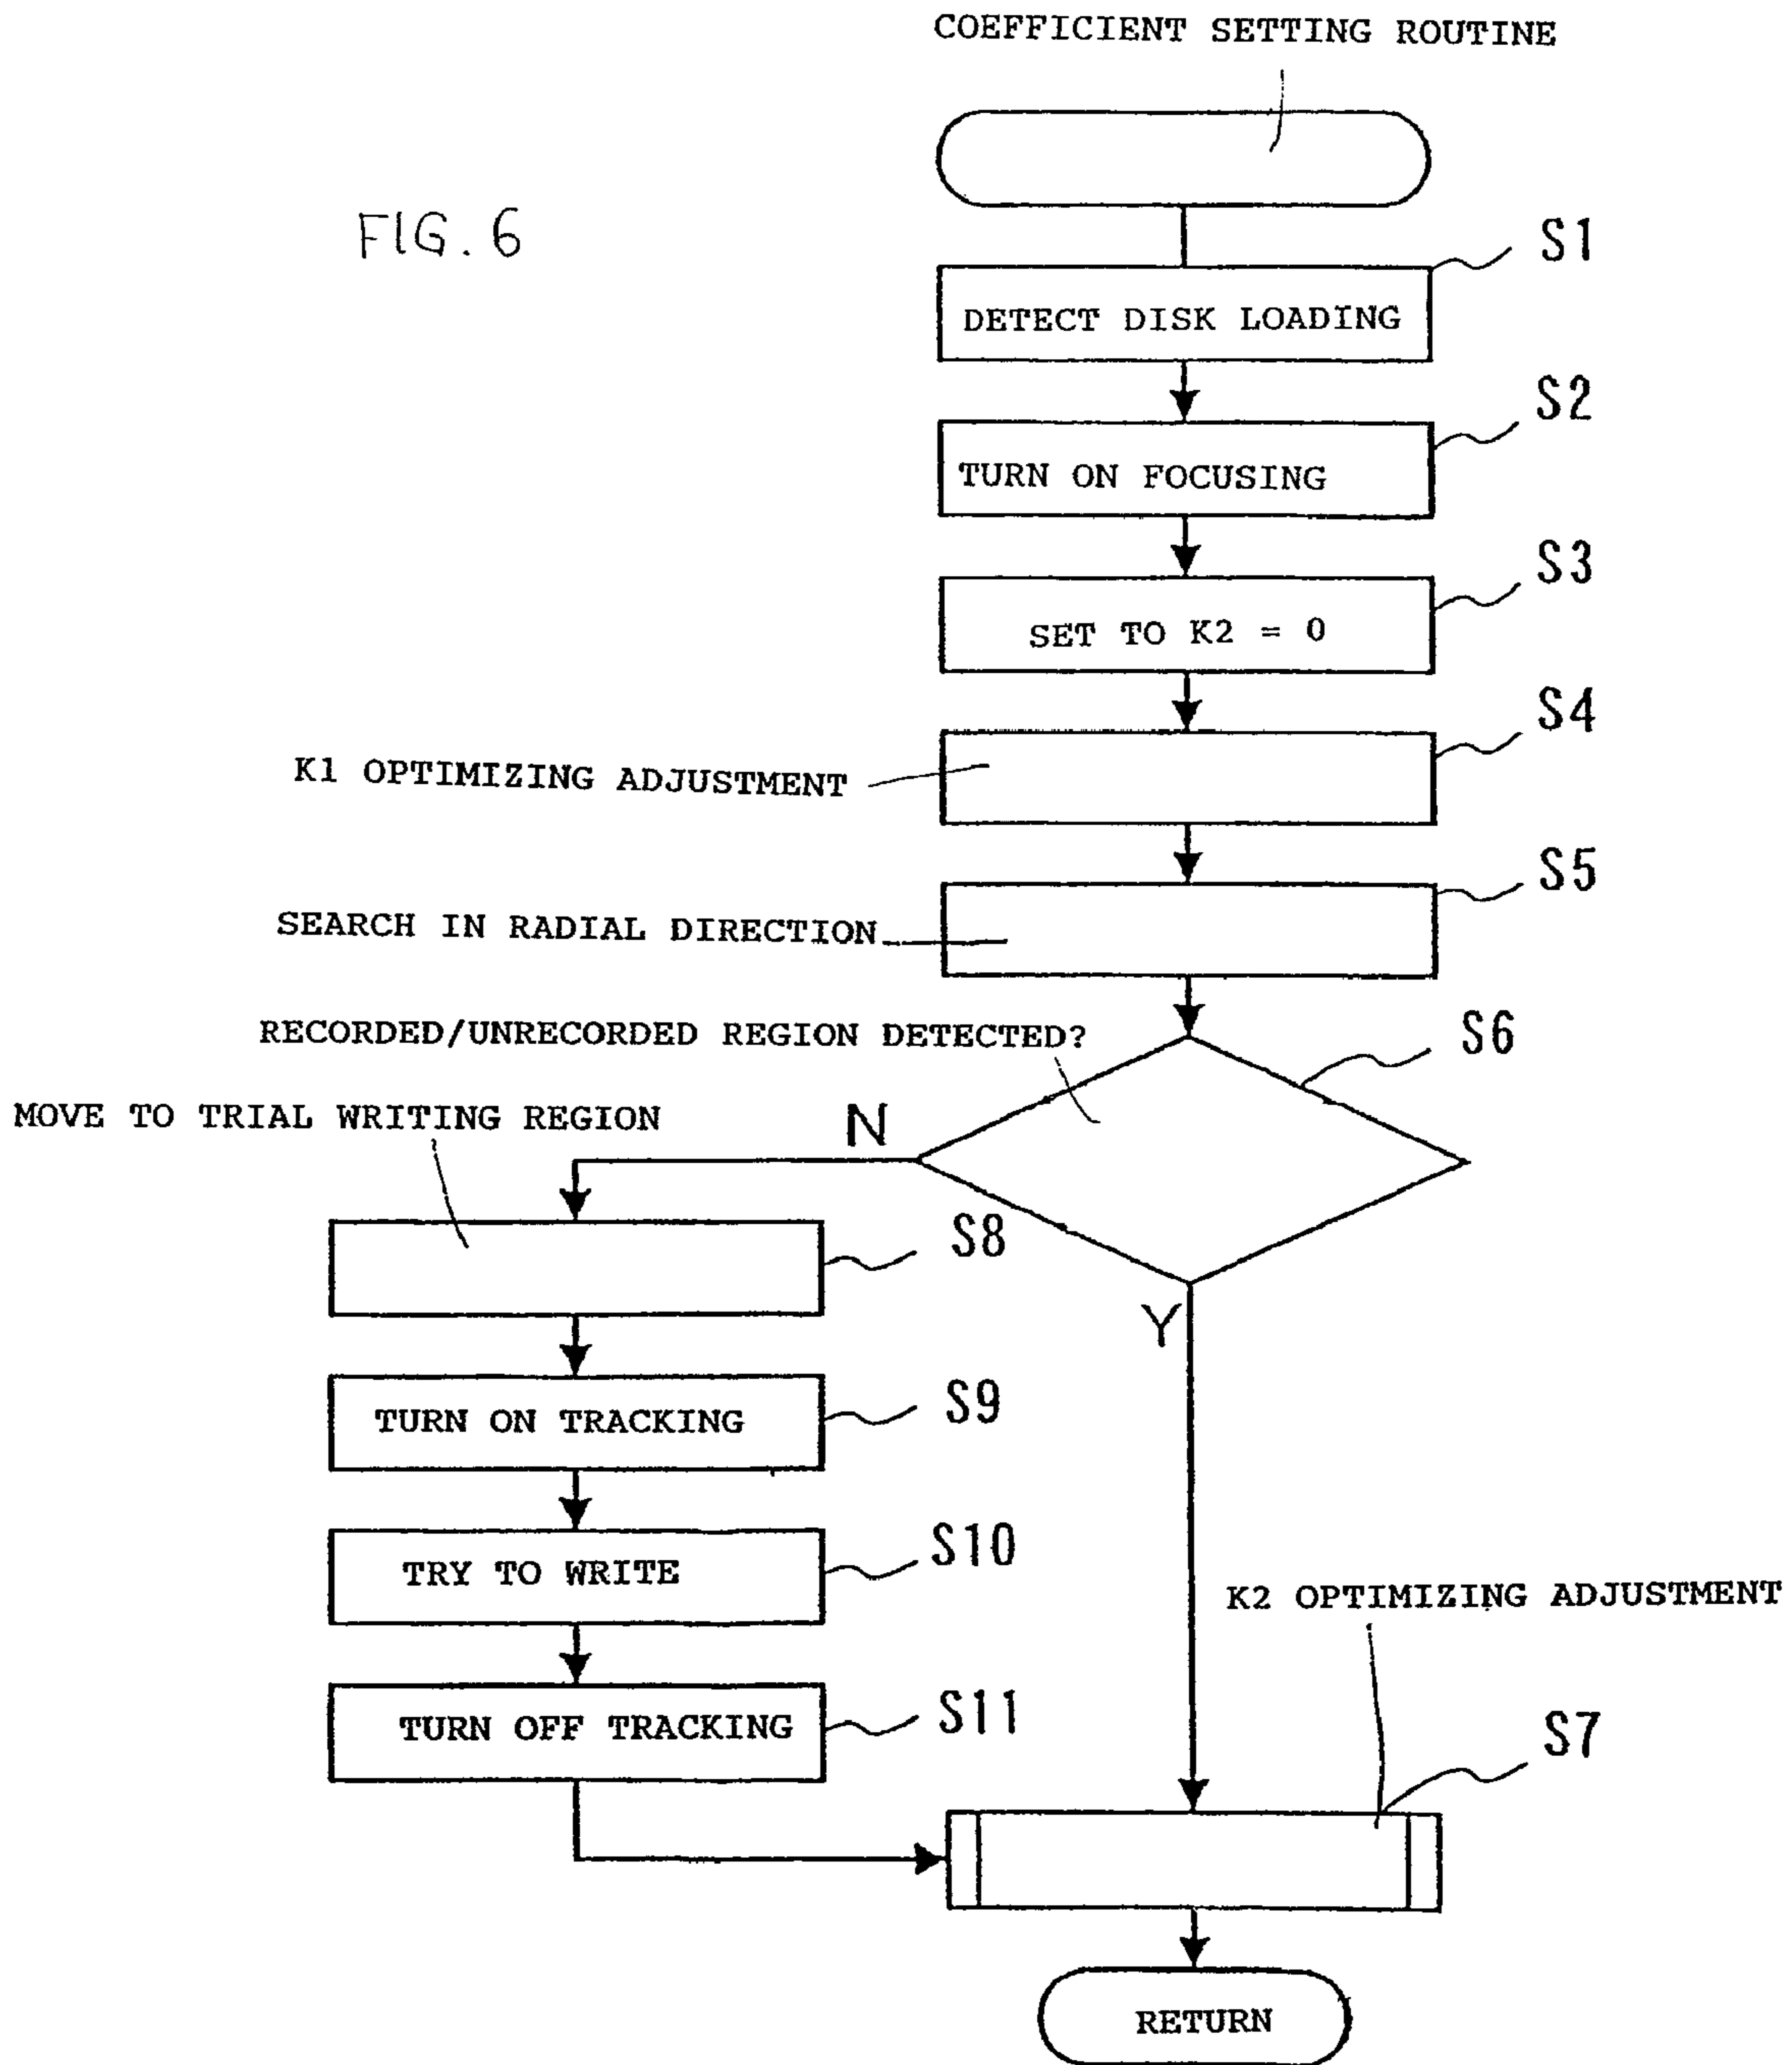 COEFFICIENT SETTING ROUTINE
FIG. 6
S1
DETECT DISK LOADING
S2
TURN ON FOCUSING
S3
SET TO K2 = 0
S4
K1 OPTIMIZING ADJUSTMENT
S5
SEARCH IN RADIAL DIRECTION
RECORDED/UNRECORDED REGION DETECTED?
S6
MOVE TO TRIAL WRITING REGION
N
S8
Y
TURN ON TRACKING
S9
TRY TO WRITE
S10
K2 OPTIMIZING ADJUSTMENT
TURN OFF TRACKING
S11
S7
RETURN